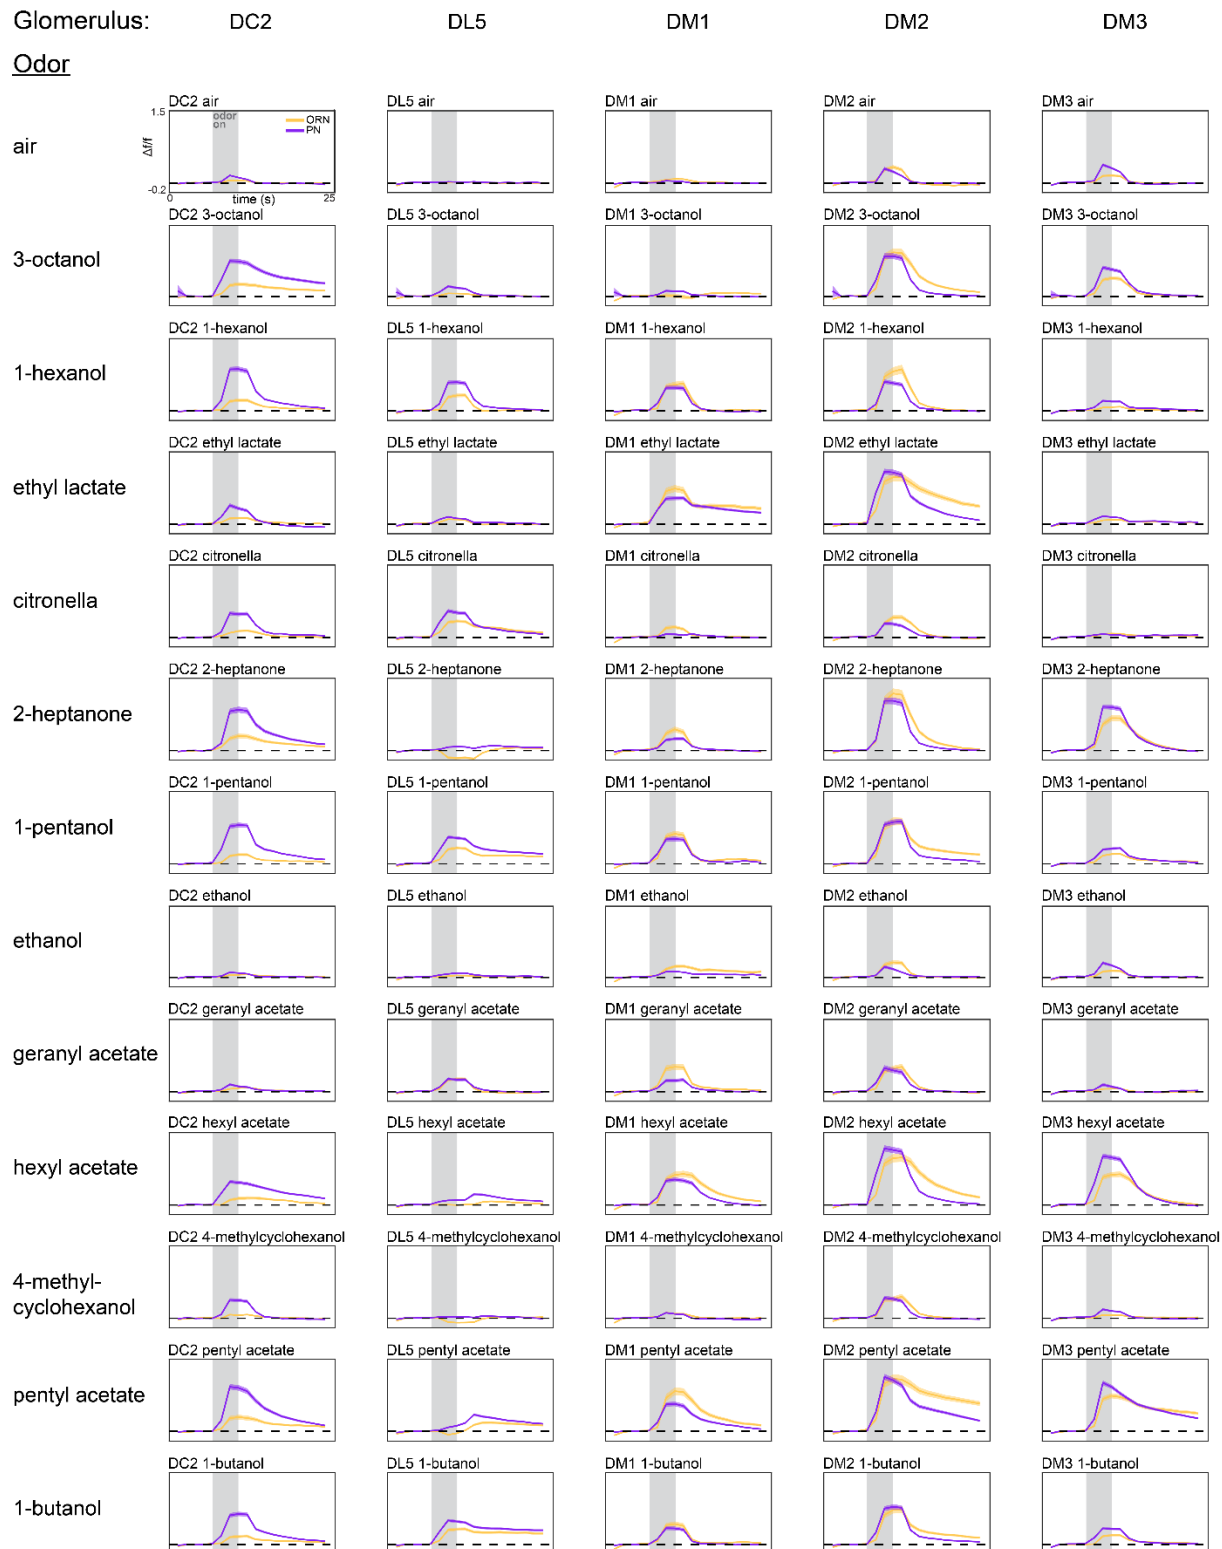 Glomerulus: DC2 DL5 DM1 DM2 DM3
Odor
air
DC2 air DL5 air DM1 air DM2 air DM3 air
1.5
Δf/f
-0.2
odor
on
ORN
PN
0 time (s) 25
3-octanol
DC2 3-octanol DL5 3-octanol DM1 3-octanol DM2 3-octanol DM3 3-octanol
1-hexanol
DC2 1-hexanol DL5 1-hexanol DM1 1-hexanol DM2 1-hexanol DM3 1-hexanol
ethyl lactate
DC2 ethyl lactate DL5 ethyl lactate DM1 ethyl lactate DM2 ethyl lactate DM3 ethyl lactate
citronella
DC2 citronella DL5 citronella DM1 citronella DM2 citronella DM3 citronella
2-heptanone
DC2 2-heptanone DL5 2-heptanone DM1 2-heptanone DM2 2-heptanone DM3 2-heptanone
1-pentanol
DC2 1-pentanol DL5 1-pentanol DM1 1-pentanol DM2 1-pentanol DM3 1-pentanol
ethanol
DC2 ethanol DL5 ethanol DM1 ethanol DM2 ethanol DM3 ethanol
geranyl acetate
DC2 geranyl acetate DL5 geranyl acetate DM1 geranyl acetate DM2 geranyl acetate DM3 geranyl acetate
hexyl acetate
DC2 hexyl acetate DL5 hexyl acetate DM1 hexyl acetate DM2 hexyl acetate DM3 hexyl acetate
4-methyl-
cyclohexanol
DC2 4-methylcyclohexanol DL5 4-methylcyclohexanol DM1 4-methylcyclohexanol DM2 4-methylcyclohexanol DM3 4-methylcyclohexanol
pentyl acetate
DC2 pentyl acetate DL5 pentyl acetate DM1 pentyl acetate DM2 pentyl acetate DM3 pentyl acetate
1-butanol
DC2 1-butanol DL5 1-butanol DM1 1-butanol DM2 1-butanol DM3 1-butanol